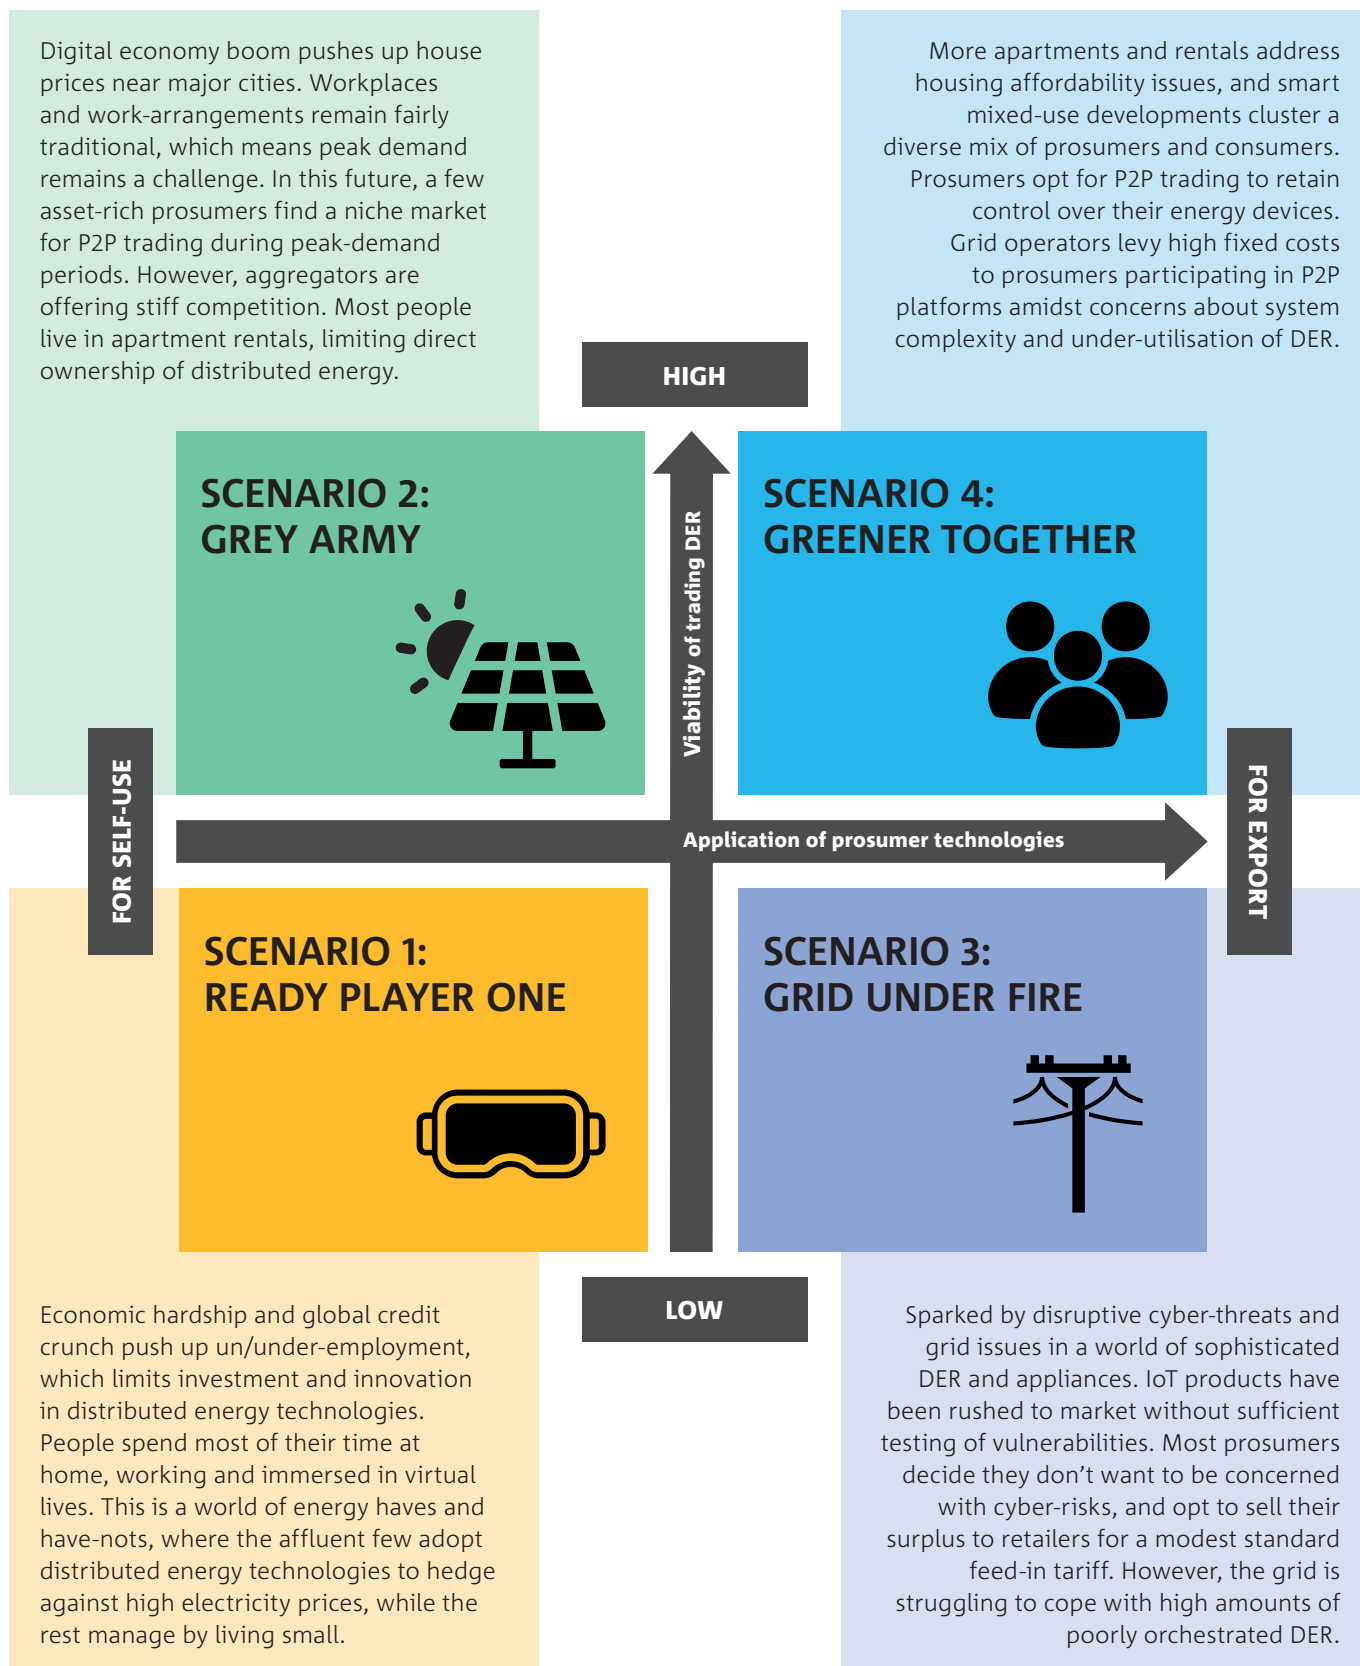 Digital economy boom pushes up house
prices near major cities. Workplaces
and work-arrangements remain fairly
traditional, which means peak demand
remains a challenge. In this future, a few
asset-rich prosumers find a niche market
for P2P trading during peak-demand
periods. However, aggregators are
offering stiff competition. Most people
live in apartment rentals, limiting direct
ownership of distributed energy.
More apartments and rentals address
housing affordability issues, and smart
mixed-use developments cluster a
diverse mix of prosumers and consumers.
Prosumers opt for P2P trading to retain
control over their energy devices.
Grid operators levy high fixed costs
to prosumers participating in P2P
platforms amidst concerns about system
complexity and under-utilisation of DER.
HIGH
SCENARIO 2:
GREY ARMY
Viability of trading DER
SCENARIO 4:
GREENER TOGETHER
FOR SELF-USE
Application of prosumer technologies
FOR EXPORT
SCENARIO 1:
READY PLAYER ONE
SCENARIO 3:
GRID UNDER FIRE
LOW
Economic hardship and global credit
crunch push up un/under-employment,
which limits investment and innovation
in distributed energy technologies.
People spend most of their time at
home, working and immersed in virtual
lives. This is a world of energy haves and
have-nots, where the affluent few adopt
distributed energy technologies to hedge
against high electricity prices, while the
rest manage by living small.
Sparked by disruptive cyber-threats and
grid issues in a world of sophisticated
DER and appliances. IoT products have
been rushed to market without sufficient
testing of vulnerabilities. Most prosumers
decide they don’t want to be concerned
with cyber-risks, and opt to sell their
surplus to retailers for a modest standard
feed-in tariff. However, the grid is
struggling to cope with high amounts of
poorly orchestrated DER.